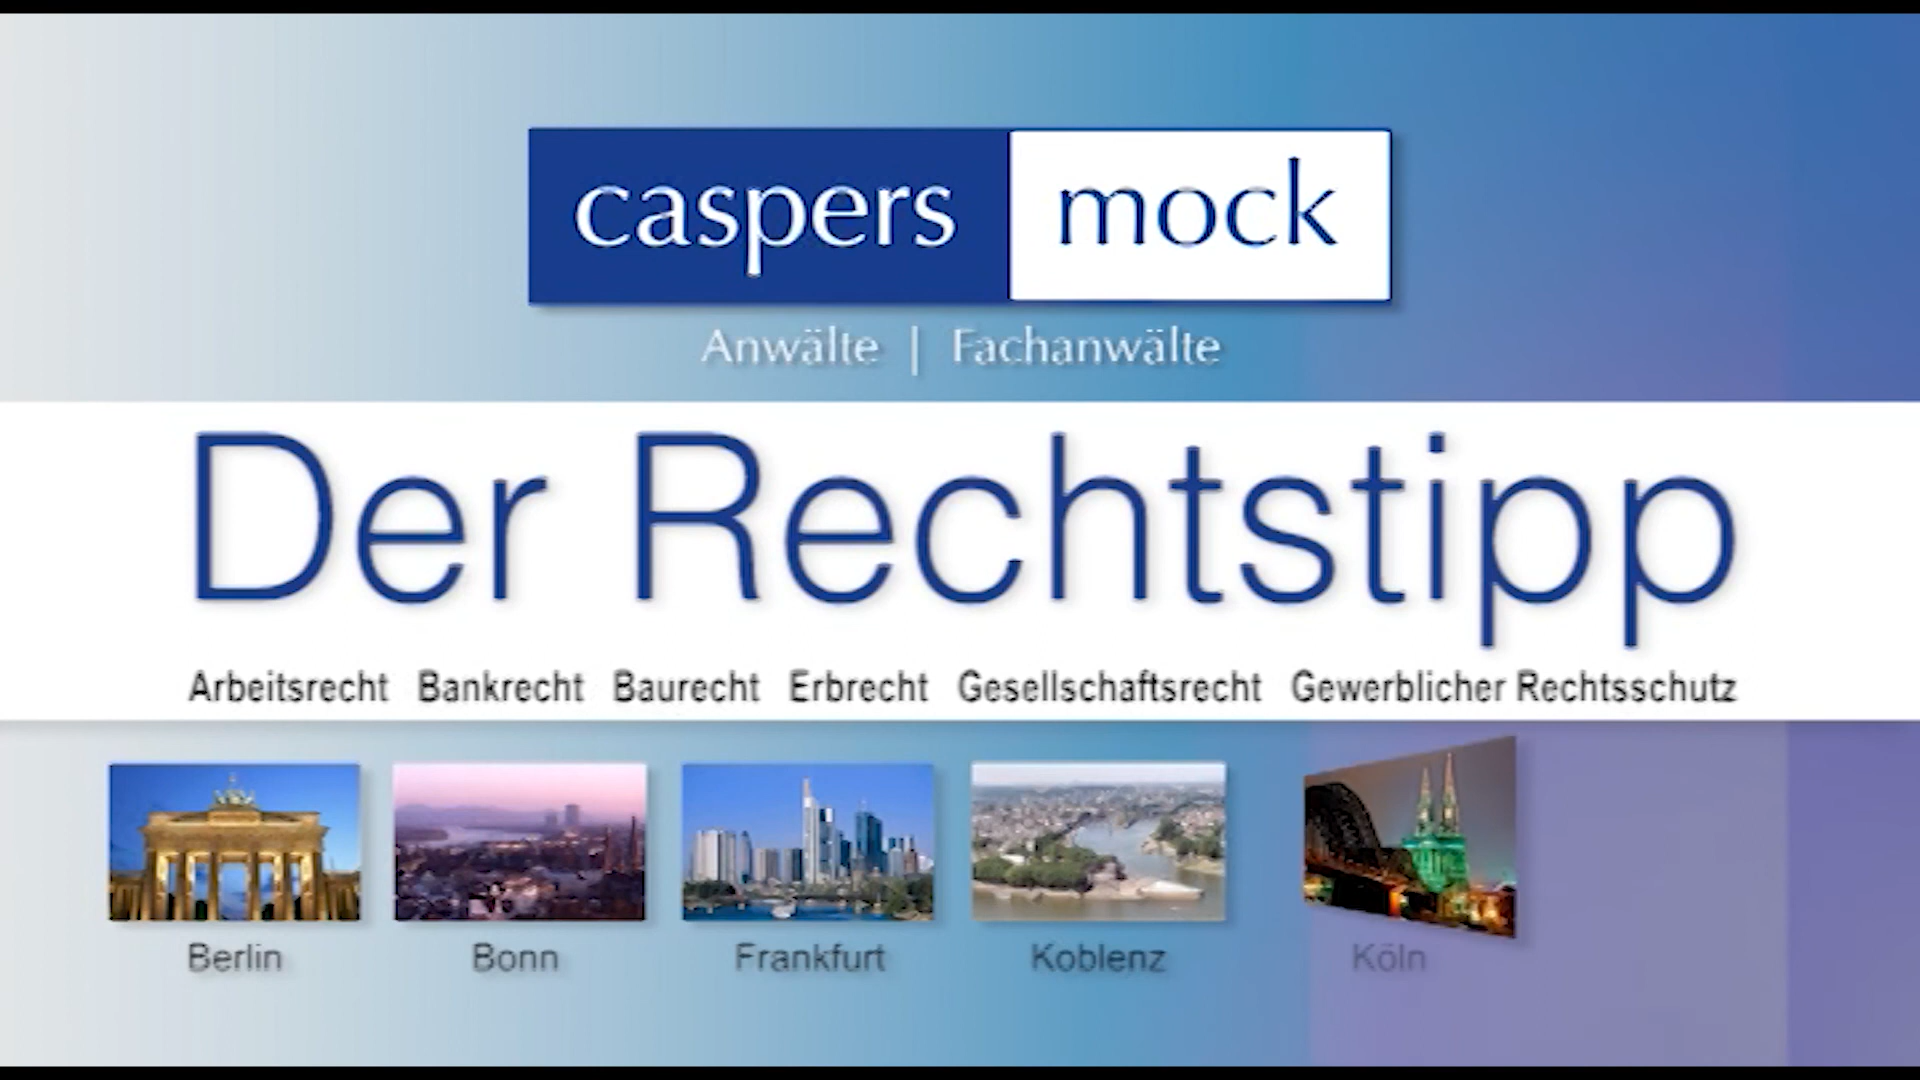 caspers mock
Anwälte | Fachanwälte
Der Rechtstipp
Arbeitsrecht Bankrecht Baurecht Erbrecht Gesellschaftsrecht Gewerblicher Rechtsschutz
Berlin Bonn Frankfurt Koblenz Köln